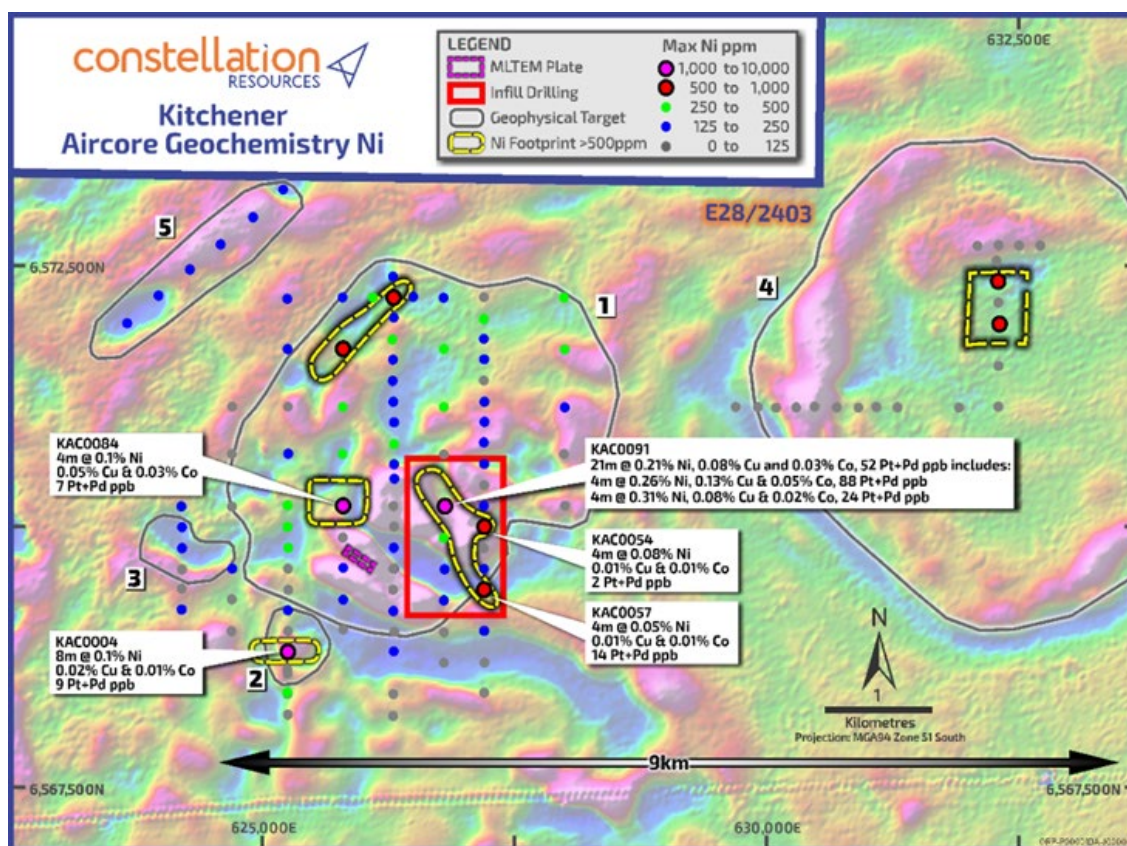 constellation
RESOURCES
Kitchener
Aircore Geochemistry Ni
LEGEND
MLTEM Plate
Infill Drilling
Geophysical Target
Ni Footprint >500ppm
Max Ni ppm
1,000 to 10,000
500 to 1,000
250 to 500
125 to 250
0 to 125
632,500E
E28/2403
5
6,572,500N
1
4
KAC0084
4m @ 0.1% Ni
0.05% Cu & 0.03% Co
7 Pt+Pd ppb
KAC0091
21m @ 0.21% Ni, 0.08% Cu and 0.03% Co, 52 Pt+Pd ppb includes:
4m @ 0.26% Ni, 0.13% Cu & 0.05% Co, 88 Pt+Pd ppb
4m @ 0.31% Ni, 0.08% Cu & 0.02% Co, 24 Pt+Pd ppb
KAC0054
4m @ 0.08% Ni
0.01% Cu & 0.01% Co
2 Pt+Pd ppb
3
KAC0057
4m @ 0.05% Ni
0.01% Cu & 0.01% Co
14 Pt+Pd ppb
KAC0004
8m @ 0.1% Ni
0.02% Cu & 0.01% Co
9 Pt+Pd ppb
2
N
1
Kilometres
Projection: MGA94 Zone 51 South
9km
6,567,500N
6,567,500N
625,000E
630,000E